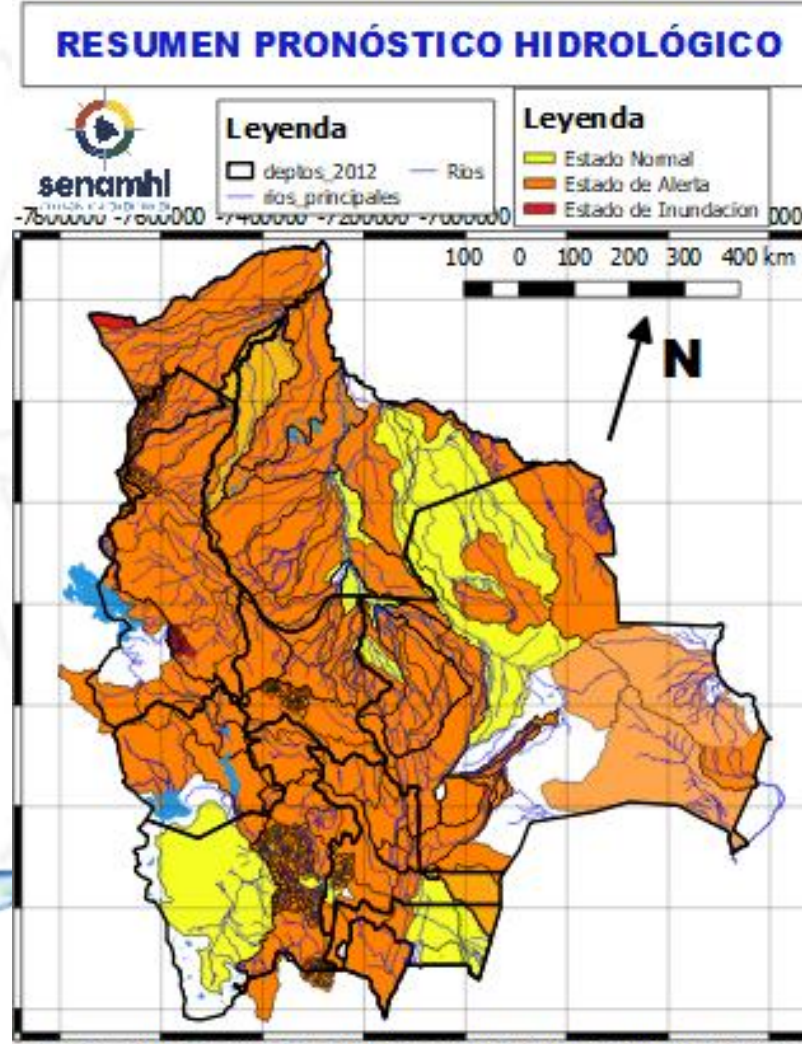 RESUMEN PRONÓSTICO HIDROLÓGICO
senamhi
Leyenda
deptos_2012
Rios
rios_principales
Leyenda
Estado Normal
Estado de Alerta
Estado de Inundacion
-7600000 -7400000 -7200000 -7000000
100 0 100 200 300 400 km
N